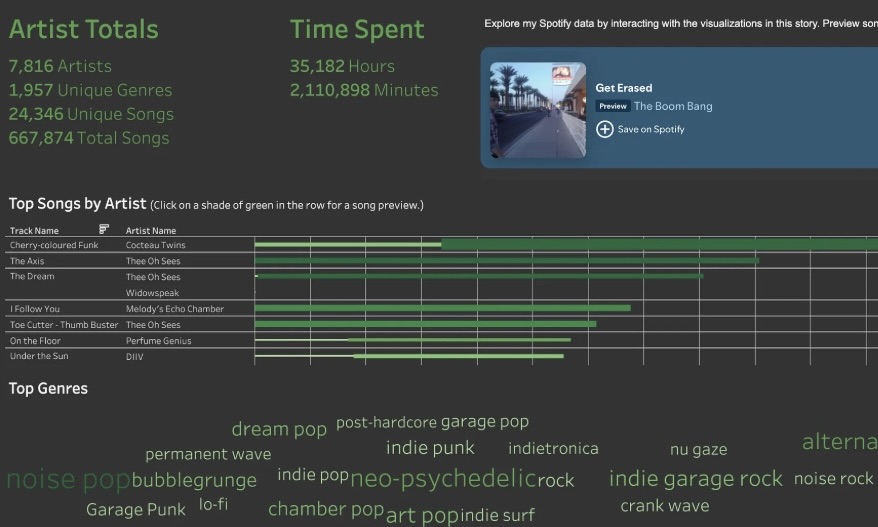 Artist Totals
7,816 Artists
1,957 Unique Genres
24,346 Unique Songs
667,874 Total Songs
Time Spent
35,182 Hours
2,110,898 Minutes
Explore my Spotify data by interacting with the visualizations in this story. Preview son
Get Erased
Preview The Boom Bang
Save on Spotify
Top Songs by Artist (Click on a shade of green in the row for a song preview.)
Track Name Artist Name
Cherry-coloured Funk Cocteau Twins
The Axis Thee Oh Sees
The Dream Thee Oh Sees
Widowspeak
I Follow You Melody's Echo Chamber
Toe Cutter - Thumb Buster Thee Oh Sees
On the Floor Perfume Genius
Under the Sun DIIV
Top Genres
dream pop post-hardcore garage pop
permanent wave indie punk indietronica nu gaze alterna
noise pop bubblegrunge indie pop neo-psychedelic rock indie garage rock noise rock
Garage Punk lo-fi chamber pop art pop indie surf crank wave